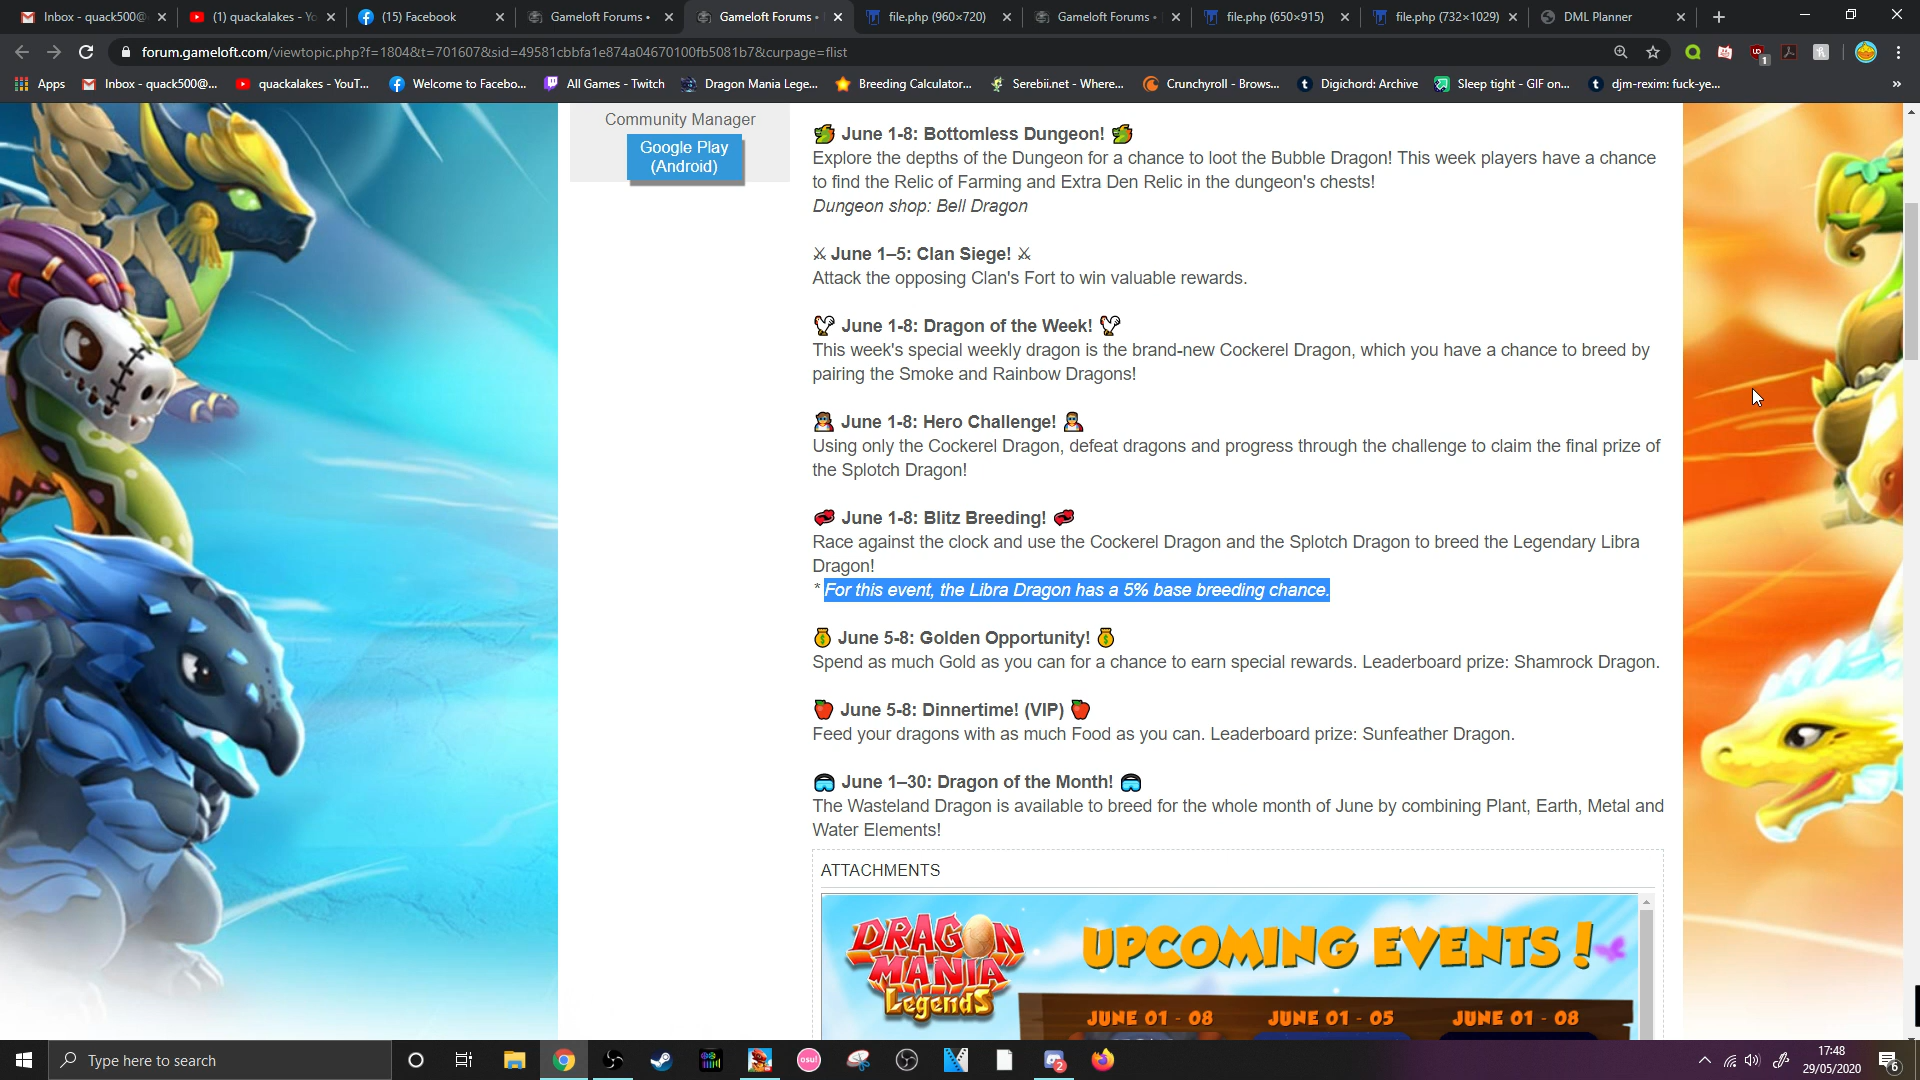 Inbox - quack500@
(1) quackalakes - Yo
(15) Facebook
Gameloft Forums •
Gameloft Forums •
file.php (960×720)
Gameloft Forums •
file.php (650×915)
file.php (732×1029)
DML Planner
forum.gameloft.com/viewtopic.php?f=1804&t=701607&sid=49581cbbfa1e874a04670100fb5081b7&curpage=flist
Apps
Inbox - quack500@...
quackalakes - YouT...
Welcome to Facebo...
All Games - Twitch
Dragon Mania Lege...
Breeding Calculator...
Serebii.net - Where...
Crunchyroll - Brows...
Digichord: Archive
Sleep tight - GIF on...
djm-rexim: fuck-ye...
Community Manager
Google Play
(Android)
June 1-8: Bottomless Dungeon!
Explore the depths of the Dungeon for a chance to loot the Bubble Dragon! This week players have a chance
to find the Relic of Farming and Extra Den Relic in the dungeon's chests!
Dungeon shop: Bell Dragon
⚔ June 1–5: Clan Siege! ⚔
Attack the opposing Clan's Fort to win valuable rewards.
June 1-8: Dragon of the Week!
This week's special weekly dragon is the brand-new Cockerel Dragon, which you have a chance to breed by
pairing the Smoke and Rainbow Dragons!
June 1-8: Hero Challenge!
Using only the Cockerel Dragon, defeat dragons and progress through the challenge to claim the final prize of
the Splotch Dragon!
June 1-8: Blitz Breeding!
Race against the clock and use the Cockerel Dragon and the Splotch Dragon to breed the Legendary Libra
Dragon!
* For this event, the Libra Dragon has a 5% base breeding chance.
June 5-8: Golden Opportunity!
Spend as much Gold as you can for a chance to earn special rewards. Leaderboard prize: Shamrock Dragon.
June 5-8: Dinnertime! (VIP)
Feed your dragons with as much Food as you can. Leaderboard prize: Sunfeather Dragon.
June 1–30: Dragon of the Month!
The Wasteland Dragon is available to breed for the whole month of June by combining Plant, Earth, Metal and
Water Elements!
ATTACHMENTS
DRAGON
MANIA
Legends
UPCOMING EVENTS!
JUNE 01 - 08
JUNE 01 - 05
JUNE 01 - 08
Type here to search
osu!
2
17:48
29/05/2020
6